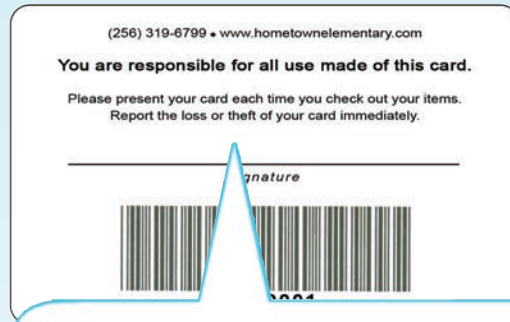 (256) 319-6799 • www.hometownelementary.com
You are responsible for all use made of this card.
Please present your card each time you check out your items.
Report the loss or theft of your card immediately.
gnature